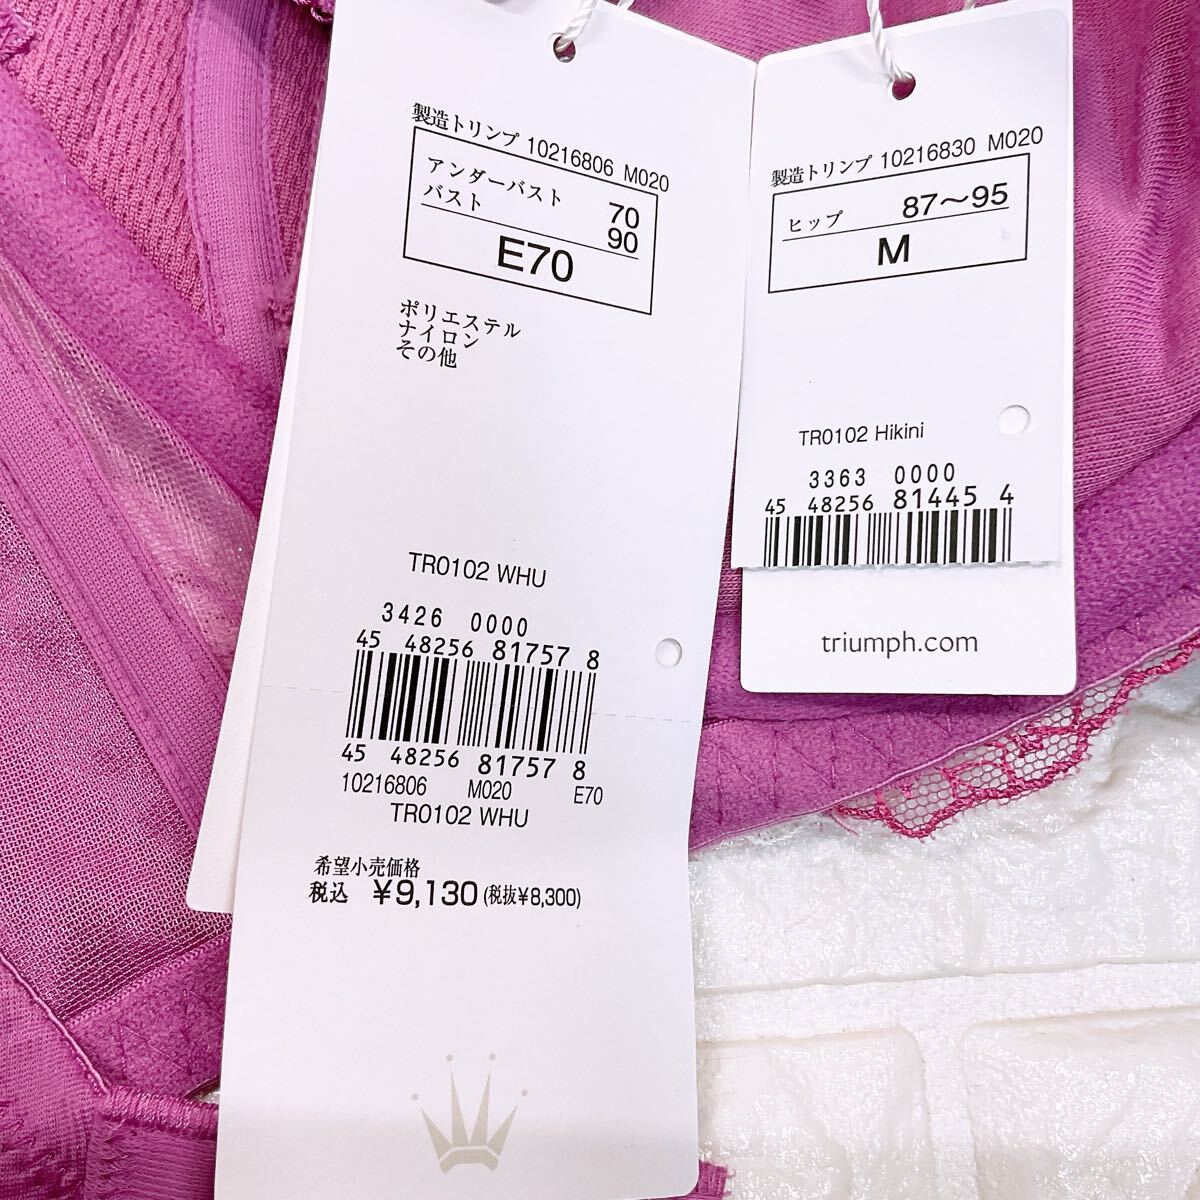 製造トリンプ 10216806 M020
アンダーバスト 70
バスト 90
E70
ポリエステル
ナイロン
その他
TR0102 WHU
3426 0000
45 48256 81757 8
45 48256 81757 8
10216806 M020 E70
TR0102 WHU
希望小売価格
税込 ¥9,130 (税抜¥8,300)
製造トリンプ 10216830 M020
ヒップ 87〜95
M
TR0102 Hikini
3363 0000
45 48256 81445 4
triumph.com